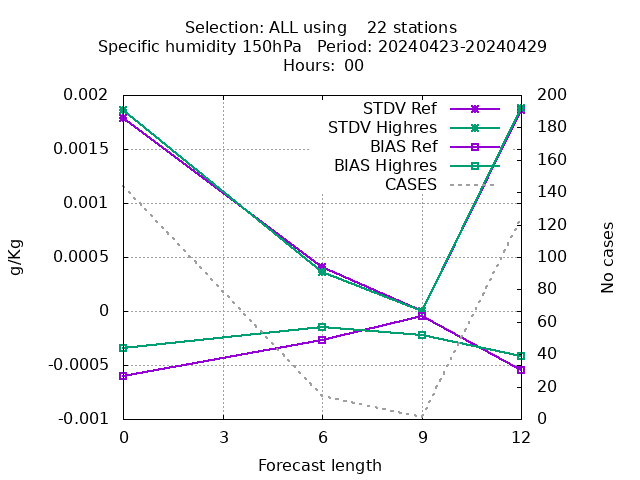 Selection: ALL using    22 stations
Specific humidity 150hPa   Period: 20240423-20240429
Hours:  00
STDV Ref
STDV Highres
BIAS Ref
BIAS Highres
CASES
0.002
0.0015
0.001
0.0005
0
-0.0005
-0.001
g/Kg
200
180
160
140
120
100
80
60
40
20
0
No cases
0
3
6
9
12
Forecast length